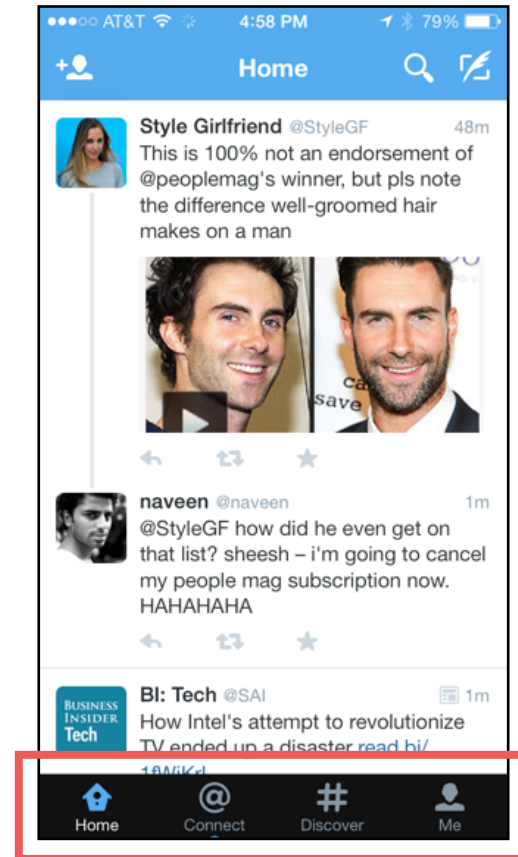 AT&T 4:58 PM 79%
Home
Style Girlfriend @StyleGF 48m
This is 100% not an endorsement of
@peoplemag's winner, but pls note
the difference well-groomed hair
makes on a man
ca
save
naveen @naveen 1m
@StyleGF how did he even get on
that list? sheesh – i'm going to cancel
my people mag subscription now.
HAHAHAHA
BUSINESS
INSIDER
Tech
BI: Tech @SAI 1m
How Intel's attempt to revolutionize
TV ended up a disaster read.bi/
Home Connect Discover Me